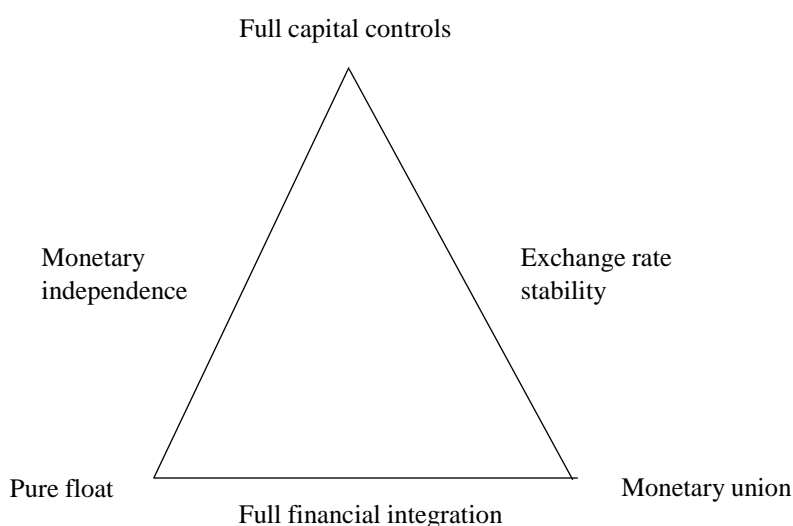 Full capital controls
Monetary
independence
Exchange rate
stability
Pure float
Monetary union
Full financial integration